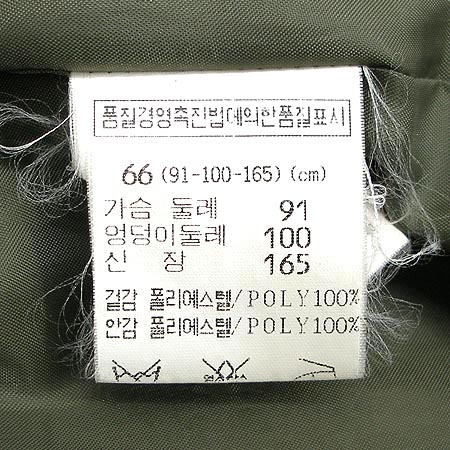 품질경영촉진법에의한품질표시
66 (91-100-165) (cm)
가슴 둘레 91
엉덩이둘레 100
신 장 165
겉감 폴리에스텔/POLY100%
안감 폴리에스텔/POLY100%